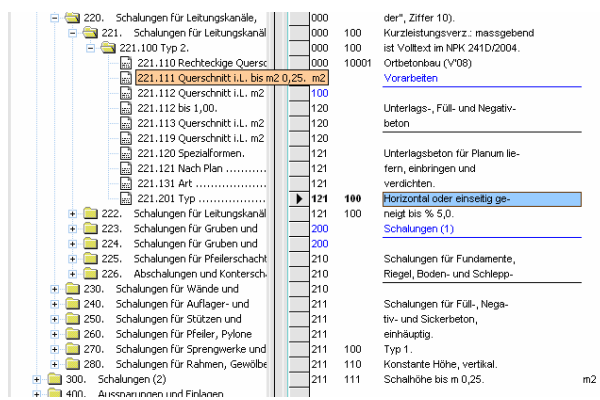 220. Schalungen für Leitungskanäle,
221. Schalungen für Leitungskanäl
221.100 Typ 2.
221.110 Rechteckige Quersc
221.111 Querschnitt i.L. bis m2 0,25. m2
221.112 Querschnitt i.L. m2
221.112 bis 1,00.
221.113 Querschnitt i.L. m2
221.119 Querschnitt i.L. m2
221.120 Spezialformen.
221.121 Nach Plan
221.131 Art
221.201 Typ
222. Schalungen für Leitungskanäl
223. Schalungen für Gruben und
224. Schalungen für Gruben und
225. Schalungen für Pfeilerschacht
226. Abschalungen und Kontersch
230. Schalungen für Wände und
240. Schalungen für Auflager- und
250. Schalungen für Stützen und
260. Schalungen für Pfeiler, Pylone
270. Schalungen für Sprengwerke und
280. Schalungen für Rahmen, Gewölbe
300. Schalungen (2)
400. Aussparungen und Einlagen
000 der", Ziffer 10).
000 100 Kurzleistungsverz.: massgebend
000 100 ist Volltext im NPK 241D/2004.
000 10001 Ortbetonbau (V'08)
Vorarbeiten
100
120 Unterlags-, Füll- und Negativ-
120 beton
120
121 Unterlagsbeton für Planum lie-
121 fern, einbringen und
121 verdichten.
121 100 Horizontal oder einseitig ge-
121 100 neigt bis % 5,0.
200 Schalungen (1)
200
210 Schalungen für Fundamente,
210 Riegel, Boden- und Schlepp-
210
211 Schalungen für Füll-, Nega-
211 tiv- und Sickerbeton,
211 einhäuptig.
211 100 Typ 1.
211 110 Konstante Höhe, vertikal.
211 111 Schalhöhe bis m 0,25. m2